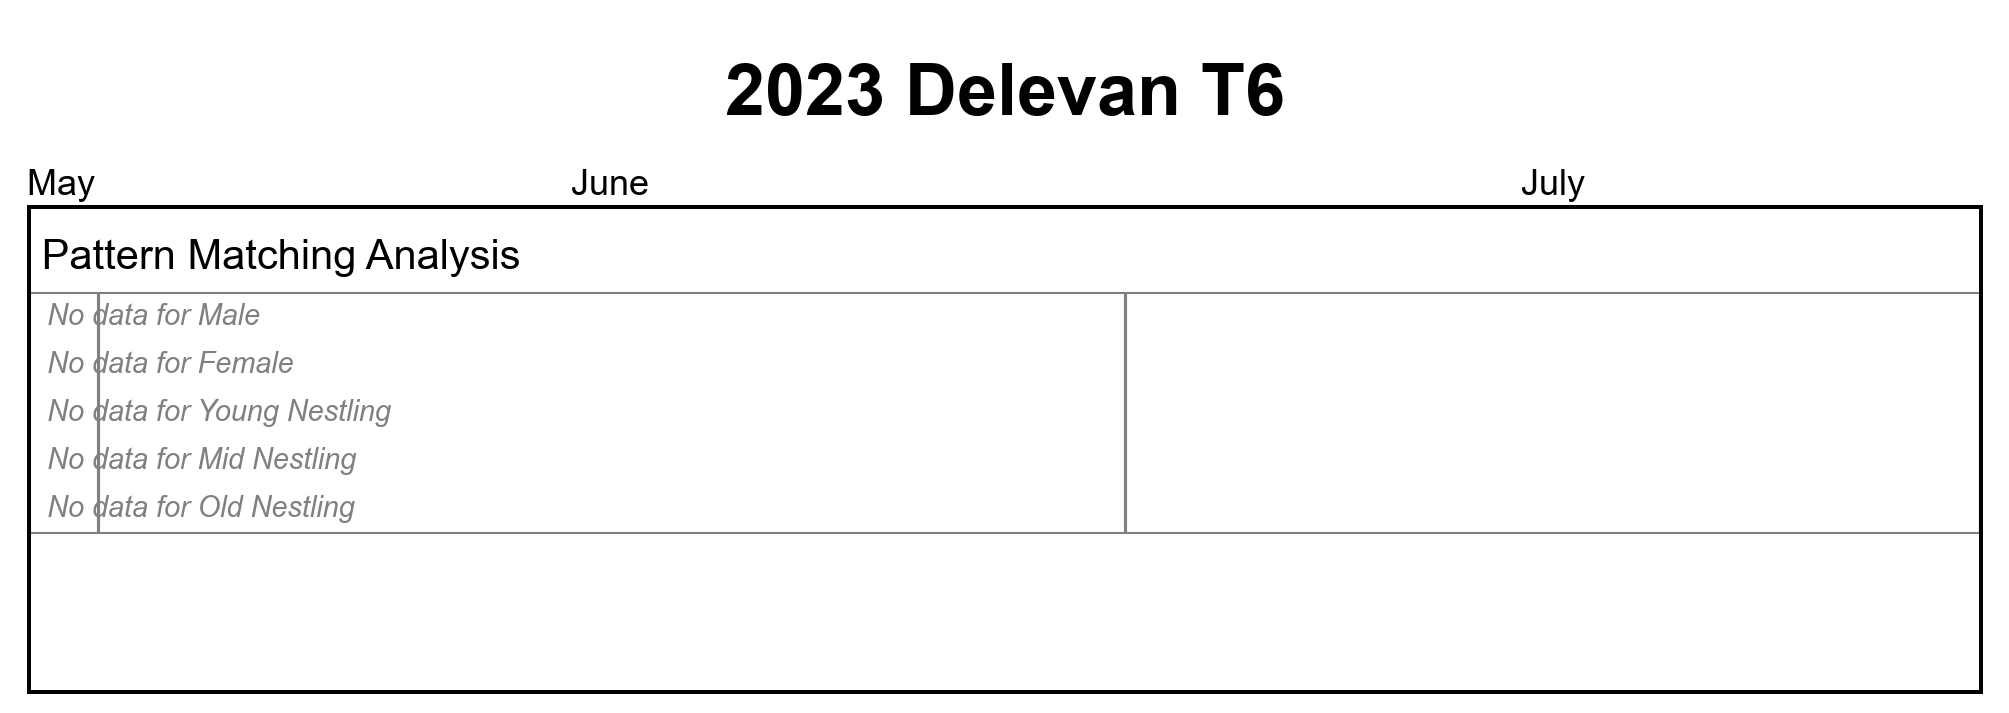 2023 Delevan T6
May June July
Pattern Matching Analysis
No data for Male
No data for Female
No data for Young Nestling
No data for Mid Nestling
No data for Old Nestling